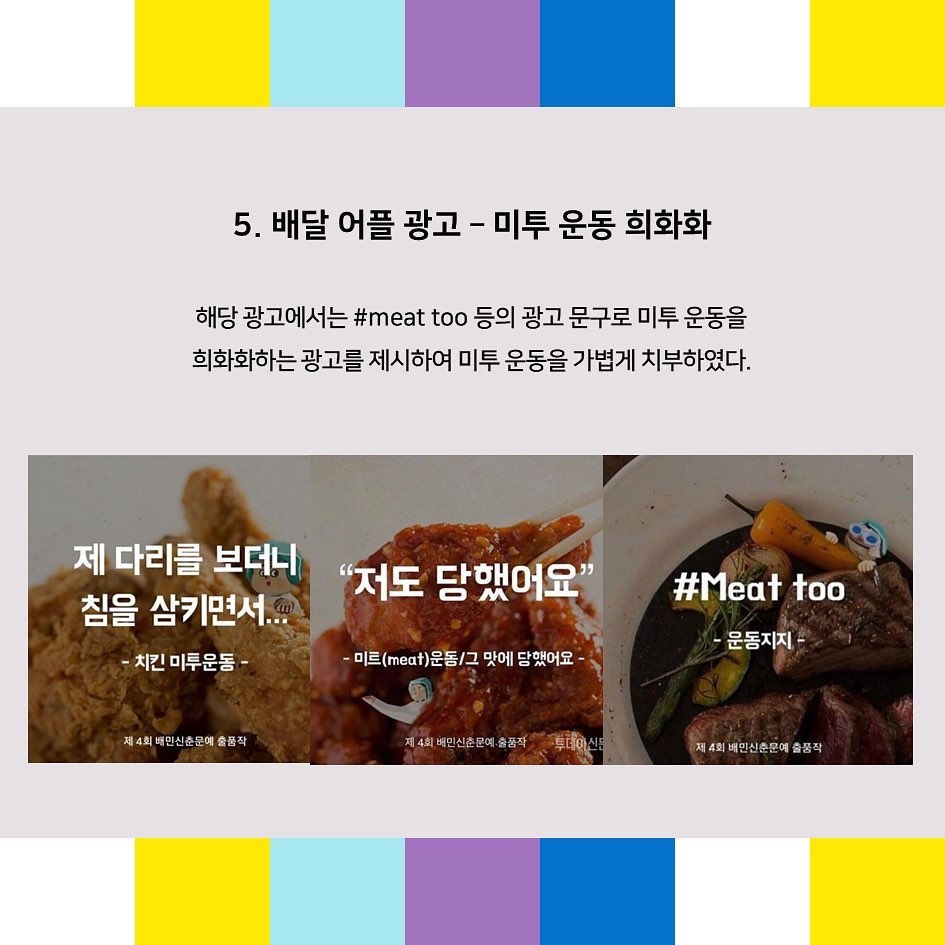 5. 배달 어플 광고 – 미투 운동 희화화
해당 광고에서는 #meat too 등의 광고 문구로 미투 운동을
희화화하는 광고를 제시하여 미투 운동을 가볍게 치부하였다.
제 다리를 보더니
침을 삼키면서...
- 치킨 미투운동 -
제 4회 배민신춘문예 출품작
“저도 당했어요”
- 미트(meat)운동/그 맛에 당했어요 -
제 4회 배민신춘문예 출품작
투데이신문
#Meat too
- 운동지지 -
제 4회 배민신춘문예 출품작